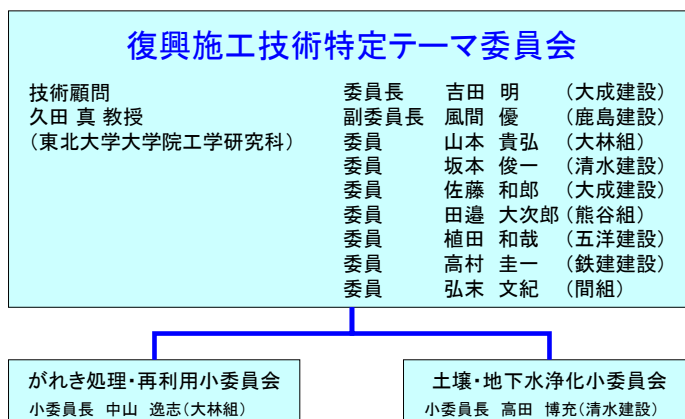 復興施工技術特定テーマ委員会
技術顧問
久田 真 教授
(東北大学大学院工学研究科)
委員長 吉田 明 (大成建設)
副委員長 風間 優 (鹿島建設)
委員 山本 貴弘 (大林組)
委員 坂本 俊一 (清水建設)
委員 佐藤 和郎 (大成建設)
委員 田邉 大次郎 (熊谷組)
委員 植田 和哉 (五洋建設)
委員 高村 圭一 (鉄建建設)
委員 弘末 文紀 (間組)
がれき処理・再利用小委員会
小委員長 中山 逸志(大林組)
土壌・地下水浄化小委員会
小委員長 高田 博充(清水建設)